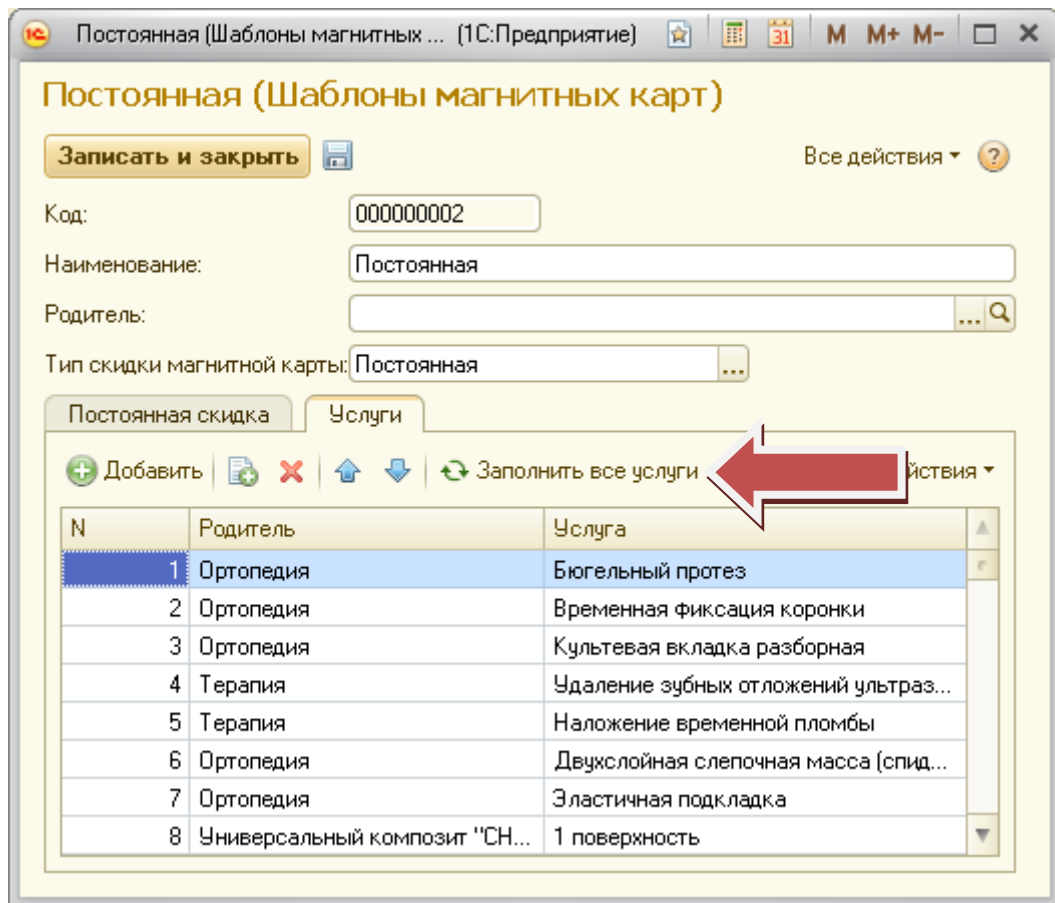 1С Постоянная (Шаблоны магнитных ... (1С:Предприятие) 31 M M+ M-
Постоянная (Шаблоны магнитных карт)
Записать и закрыть Все действия ?
Код: 000000002
Наименование: Постоянная
Родитель: ...
Тип скидки магнитной карты: Постоянная ...
Постоянная скидка Услуги
Добавить Заполнить все услуги
N Родитель Услуга
1 Ортопедия Бюгельный протез
2 Ортопедия Временная фиксация коронки
3 Ортопедия Культевая вкладка разборная
4 Терапия Удаление зубных отложений ультраз...
5 Терапия Наложение временной пломбы
6 Ортопедия Двухслойная слепочная масса (спид...
7 Ортопедия Эластичная подкладка
8 Универсальный композит "CH... 1 поверхность